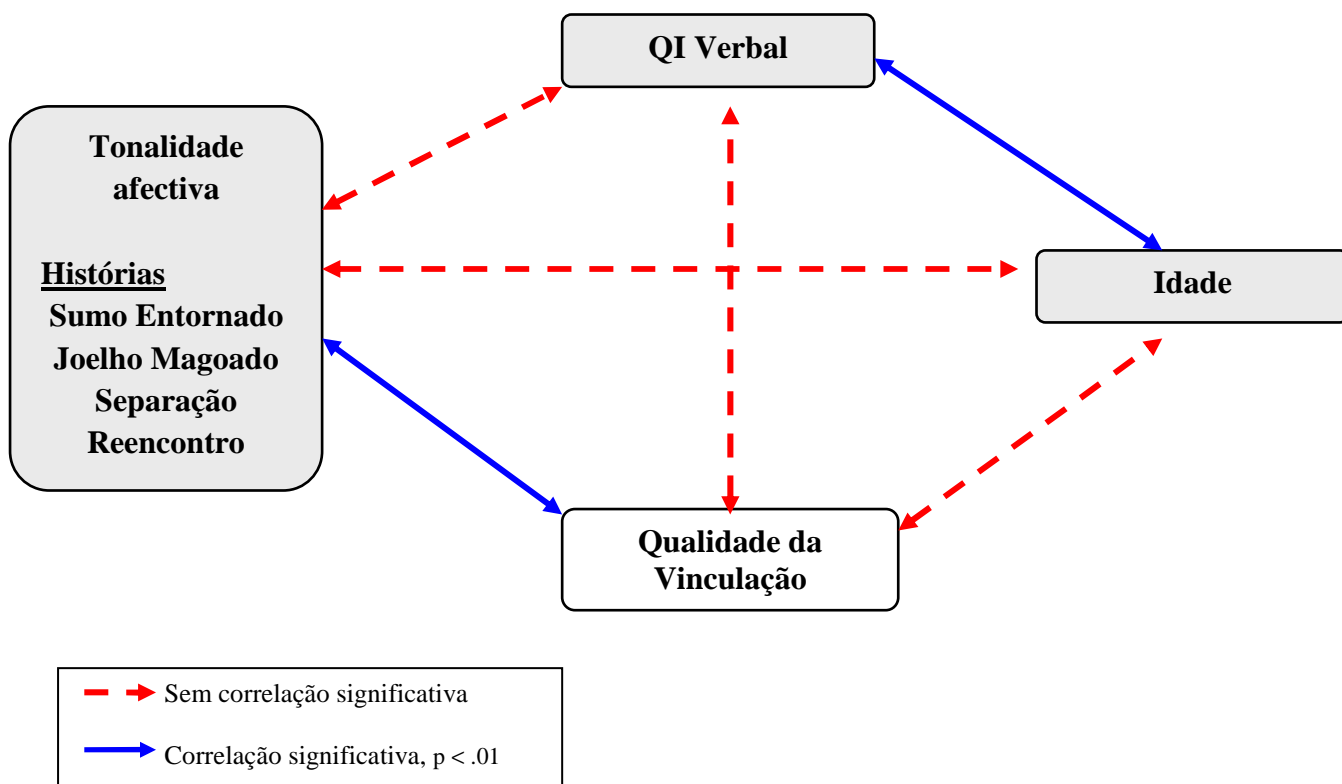 QI Verbal
Tonalidade
afectiva
Histórias
Sumo Entornado
Joelho Magoado
Separação
Reencontro
Idade
Qualidade da
Vinculação
Sem correlação significativa
Correlação significativa, p < .01